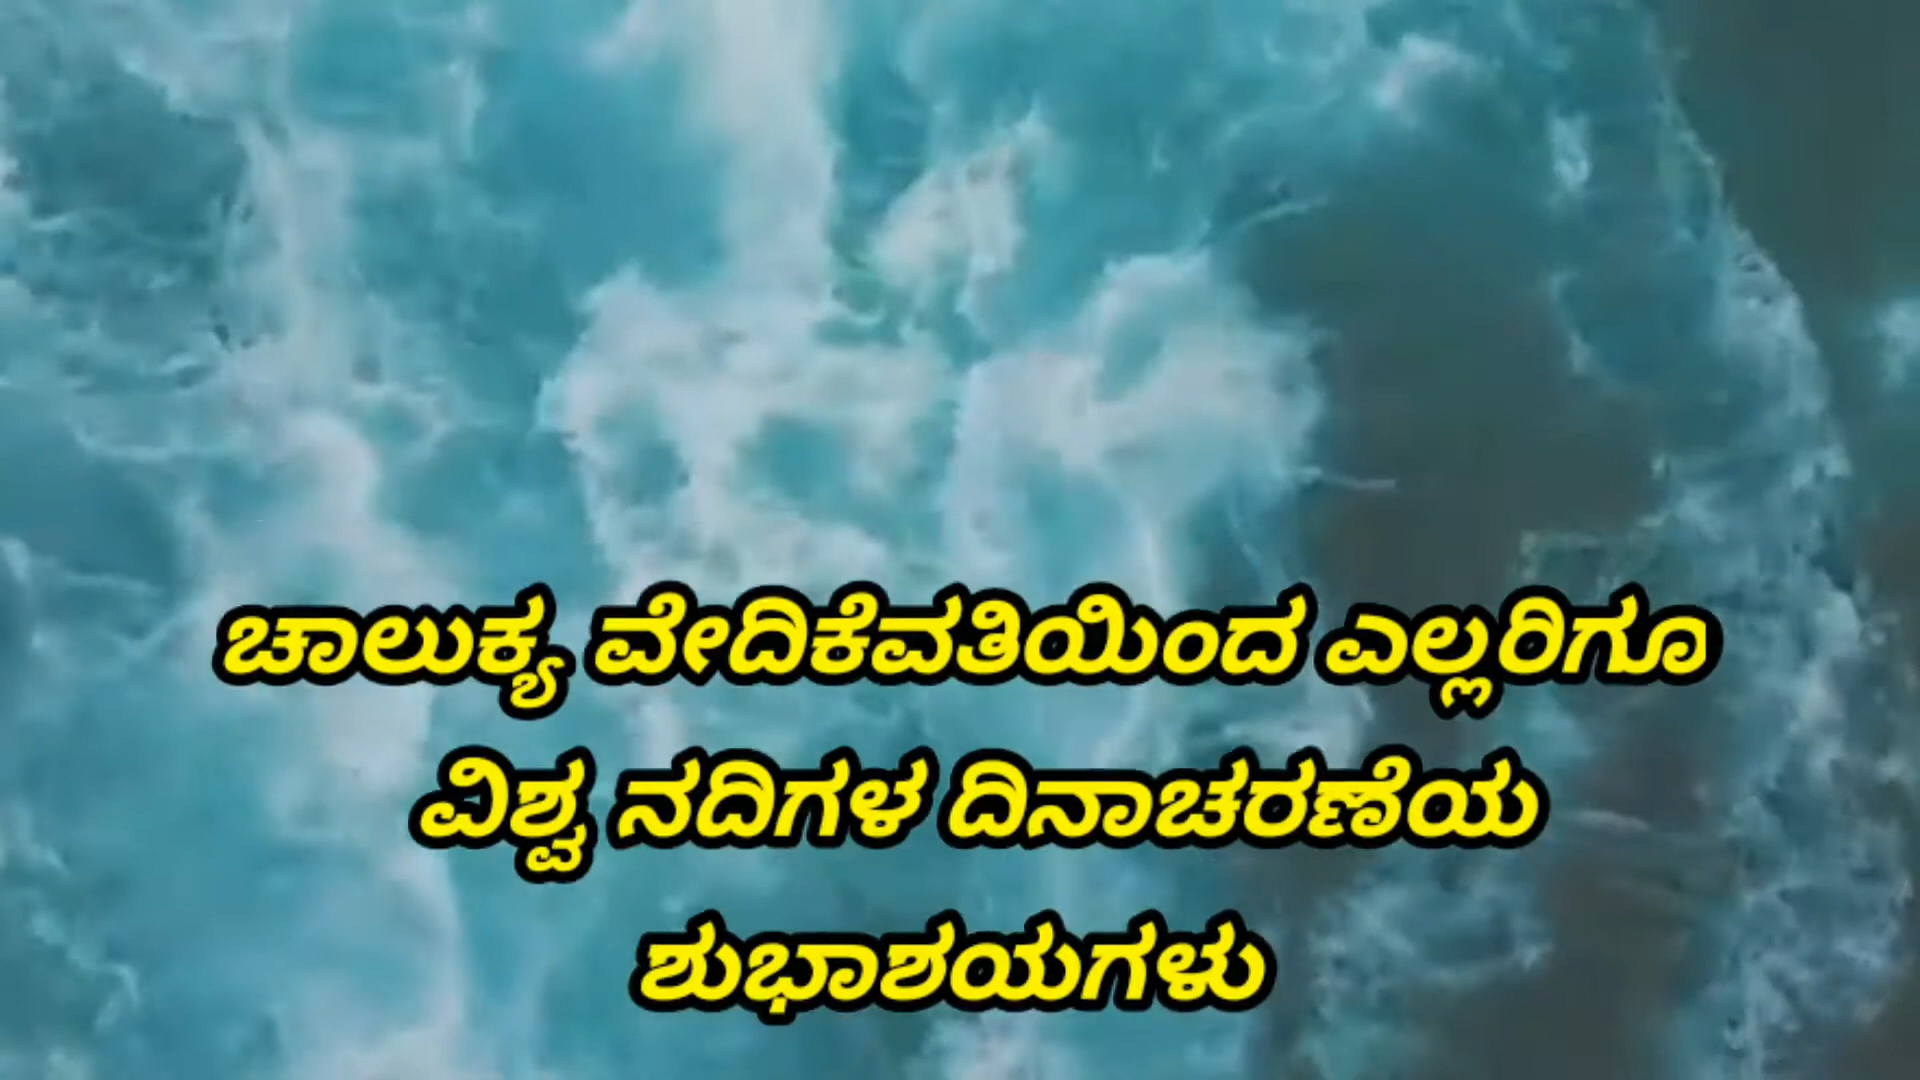 ಚಾಲುಕ್ಯ ವೇದಿಕೆವತಿಯಿಂದ ಎಲ್ಲರಿಗೂ
ವಿಶ್ವ ನದಿಗಳ ದಿನಾಚರಣೆಯ
ಶುಭಾಶಯಗಳು